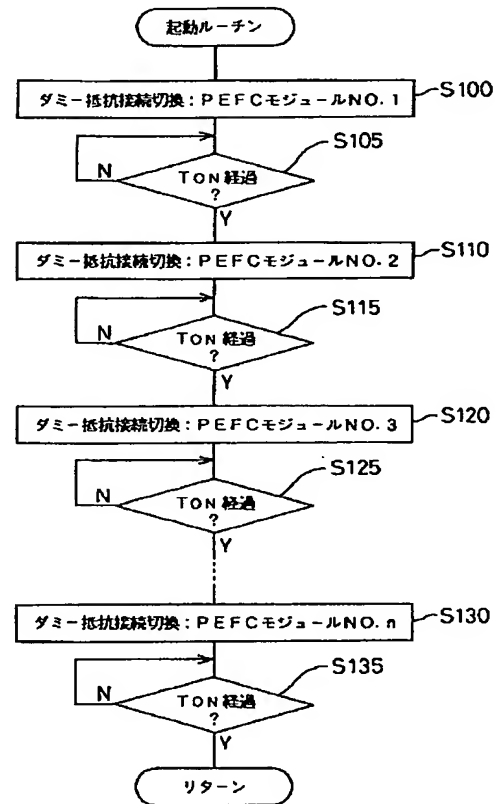 起動ルーチン
ダミー抵抗接続切換：PEFCモジュールNO.1
S100
S105
TON経過
?
N
Y
ダミー抵抗接続切換：PEFCモジュールNO.2
S110
S115
TON経過
?
N
Y
ダミー抵抗接続切換：PEFCモジュールNO.3
S120
S125
TON経過
?
N
Y
ダミー抵抗接続切換：PEFCモジュールNO.n
S130
S135
TON経過
?
N
Y
リターン